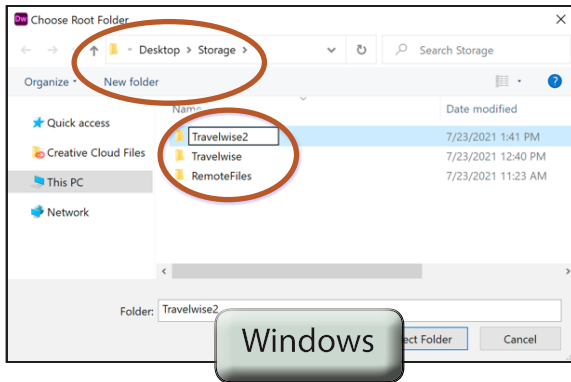 Dw Choose Root Folder
Desktop > Storage >
Search Storage
Organize New folder
?
Name Date modified
Quick access
Travelwise2 7/23/2021 1:41 PM
Creative Cloud Files
Travelwise 7/23/2021 12:40 PM
This PC
RemoteFiles 7/23/2021 11:23 AM
Network
Folder: Travelwise2
Windows
Folder
Cancel